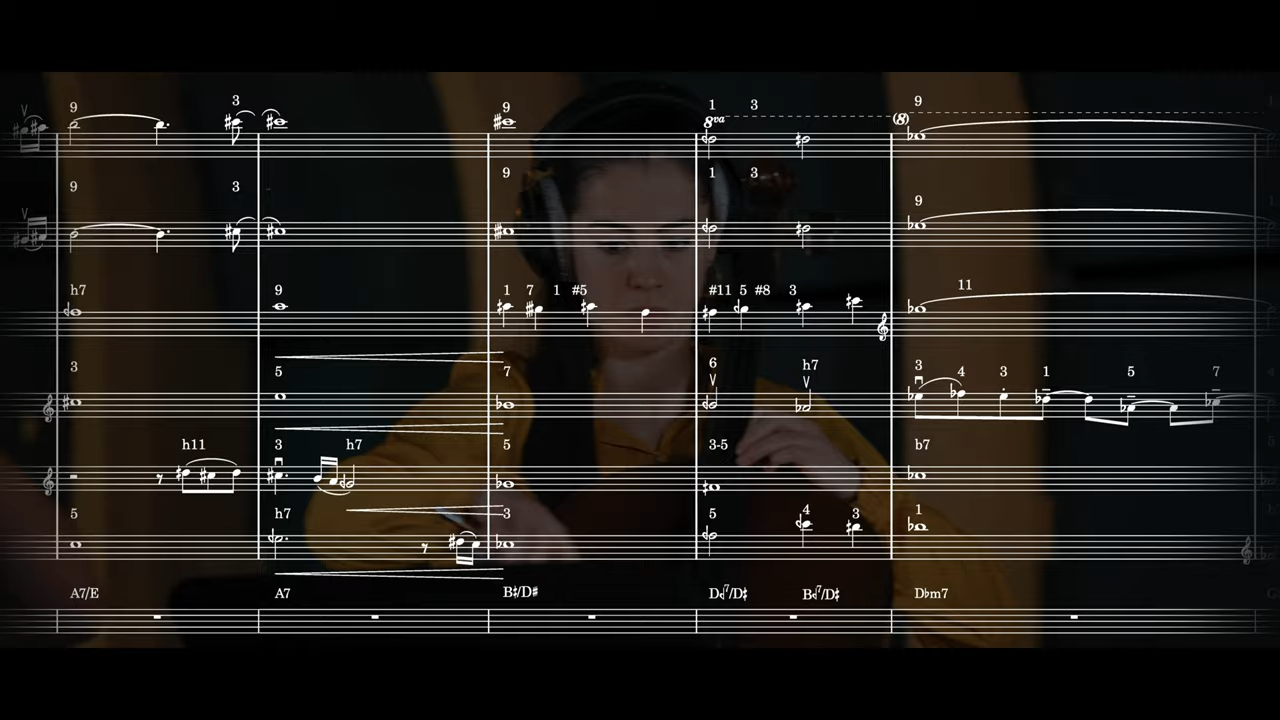 9 3 9 1 3 9
8va (8)
9 3 9 1 3 9
h7 9 1 7 1 #5 #11 5 #8 3 11
3 5 7 6 h7 3 4 3 1 5 7
h11 3 h7 5 3-5 b7
5 h7 3 5 4 3 1
A7/E A7 B♯/D♯ D♭m7